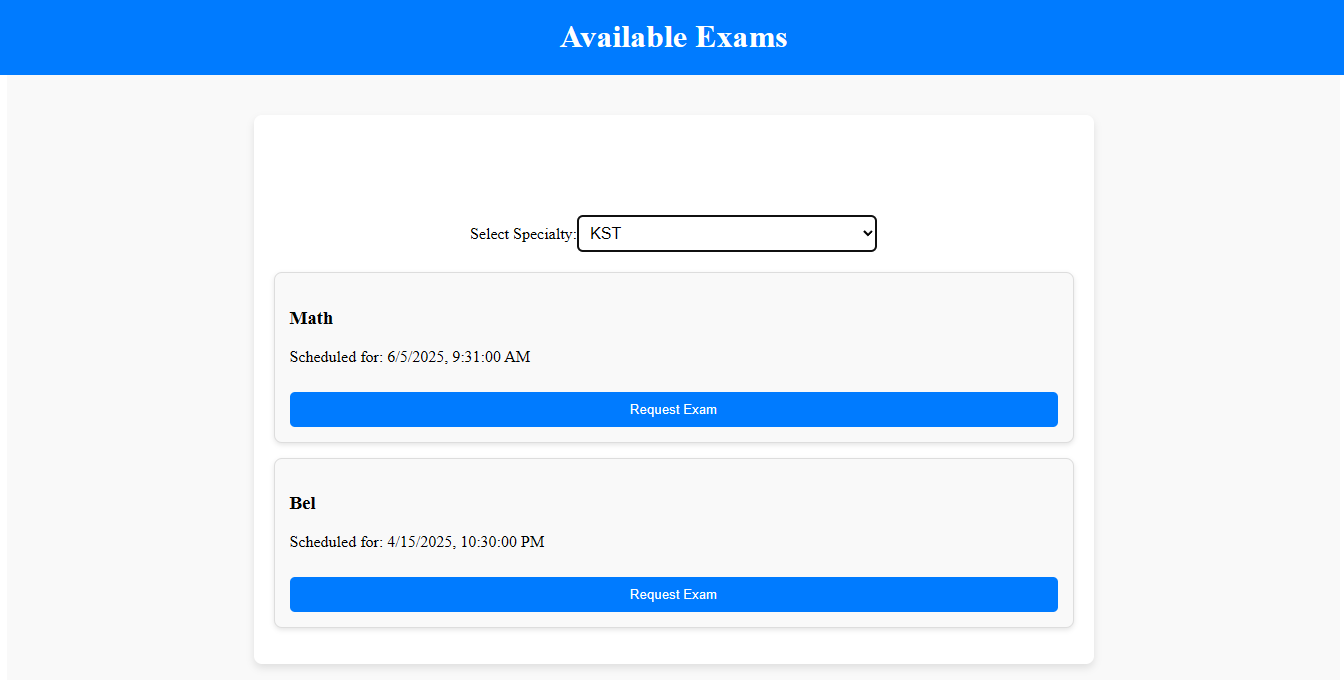 Available Exams
Select Specialty: KST
Math
Scheduled for: 6/5/2025, 9:31:00 AM
Request Exam
Bel
Scheduled for: 4/15/2025, 10:30:00 PM
Request Exam